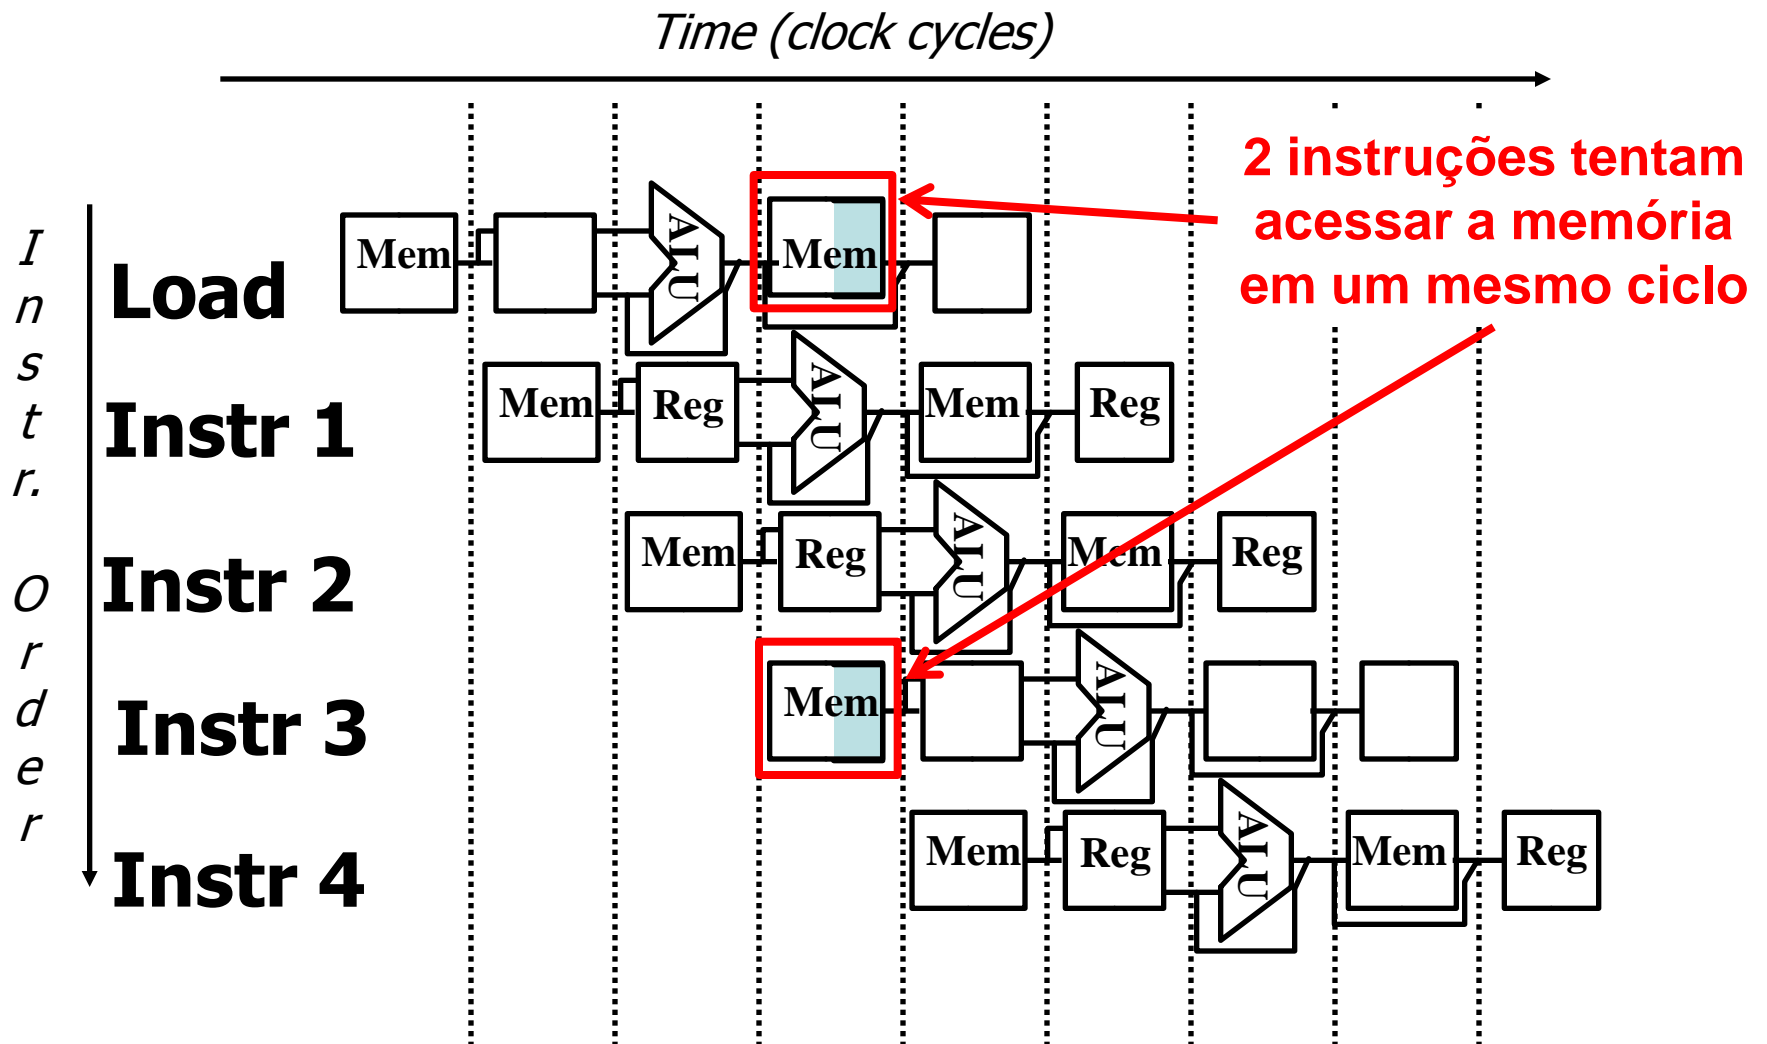 Time (clock cycles)
2 instruções tentam
acessar a memória
em um mesmo ciclo
Instr. Order
Load
Mem ALU Mem
Instr 1
Mem Reg ALU Mem Reg
Instr 2
Mem Reg ALU Mem Reg
Instr 3
Mem ALU
Instr 4
Mem Reg ALU Mem Reg